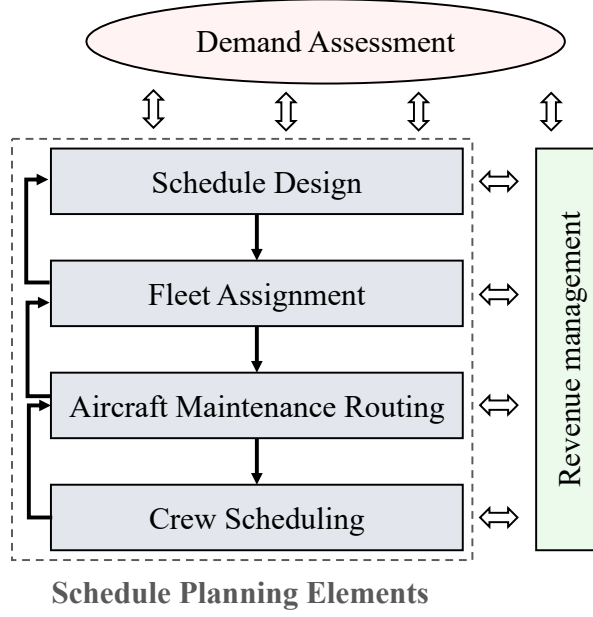 Demand Assessment
Schedule Design
Fleet Assignment
Aircraft Maintenance Routing
Crew Scheduling
Revenue management
Schedule Planning Elements